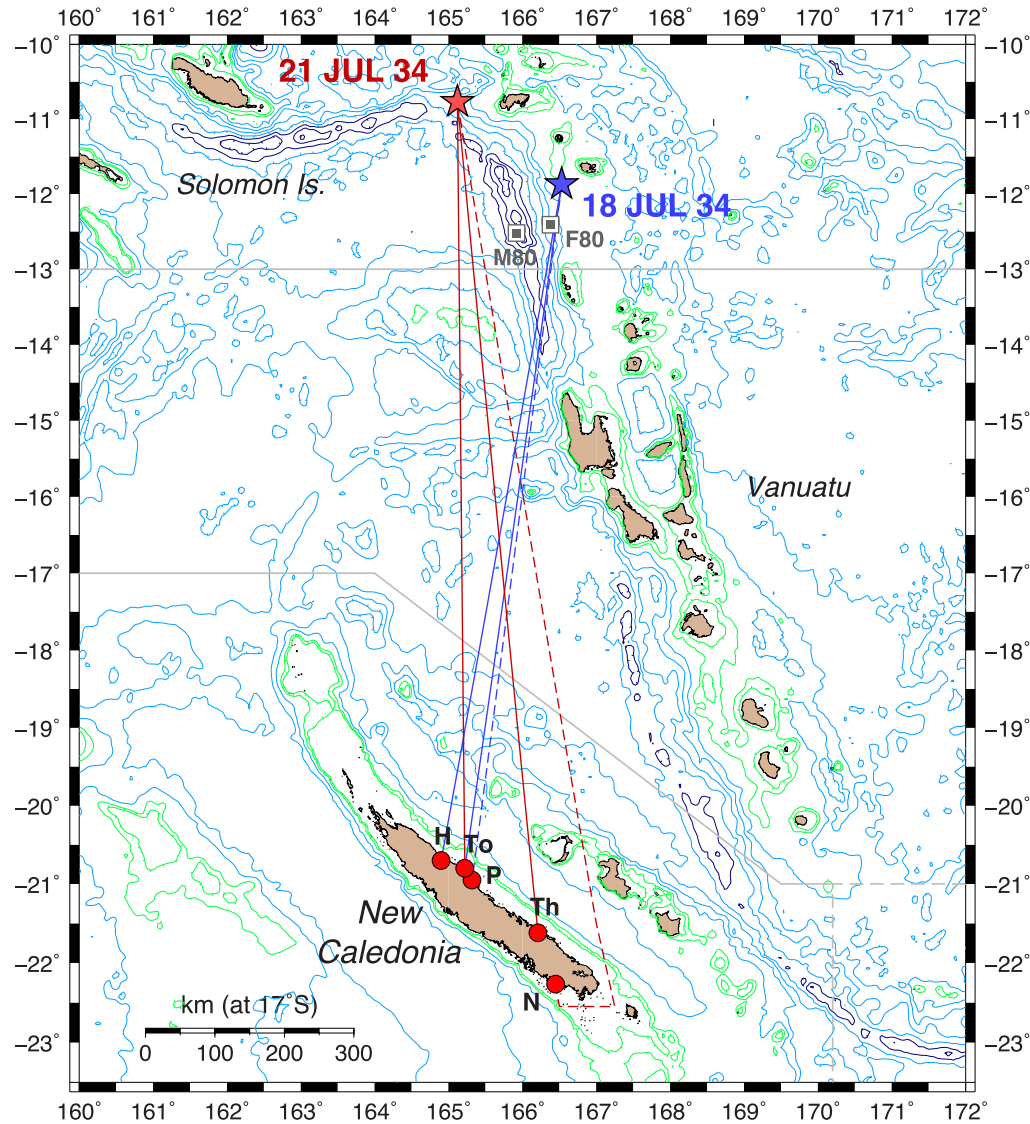 160° 161° 162° 163° 164° 165° 166° 167° 168° 169° 170° 171° 172°
−10° −10°
21 JUL 34
−11° −11°
Solomon Is.
−12° −12°
18 JUL 34
F80
M80
−13° −13°
−14° −14°
−15° −15°
Vanuatu
−16° −16°
−17° −17°
−18° −18°
−19° −19°
−20° −20°
H To
P
−21° −21°
Th
New
Caledonia
−22° −22°
N
km (at 17°S)
0 100 200 300
−23° −23°
160° 161° 162° 163° 164° 165° 166° 167° 168° 169° 170° 171° 172°